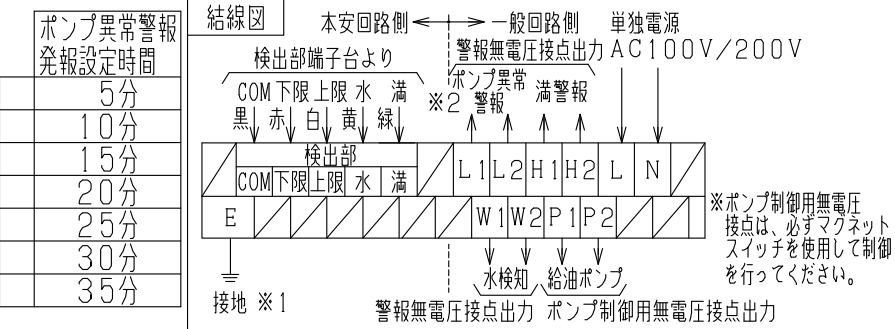 ポンプ異常警報
発報設定時間
5分
10分
15分
20分
25分
30分
35分
結線図
本安回路側 一般回路側 単独電源
検出部端子台より 警報無電圧接点出力 AC100V/200V
COM 下限 上限 水 満 ※2 ポンプ異常
警報 満警報
黒 赤 白 黄 緑
検出部
COM 下限 上限 水 満 L1 L2 H1 H2 L N
E W1 W2 P1 P2
※ポンプ制御用無電圧
接点は、必ずマグネット
スイッチを使用して制御
を行ってください。
水検知 給油ポンプ
接地 ※1
警報無電圧接点出力 ポンプ制御用無電圧接点出力